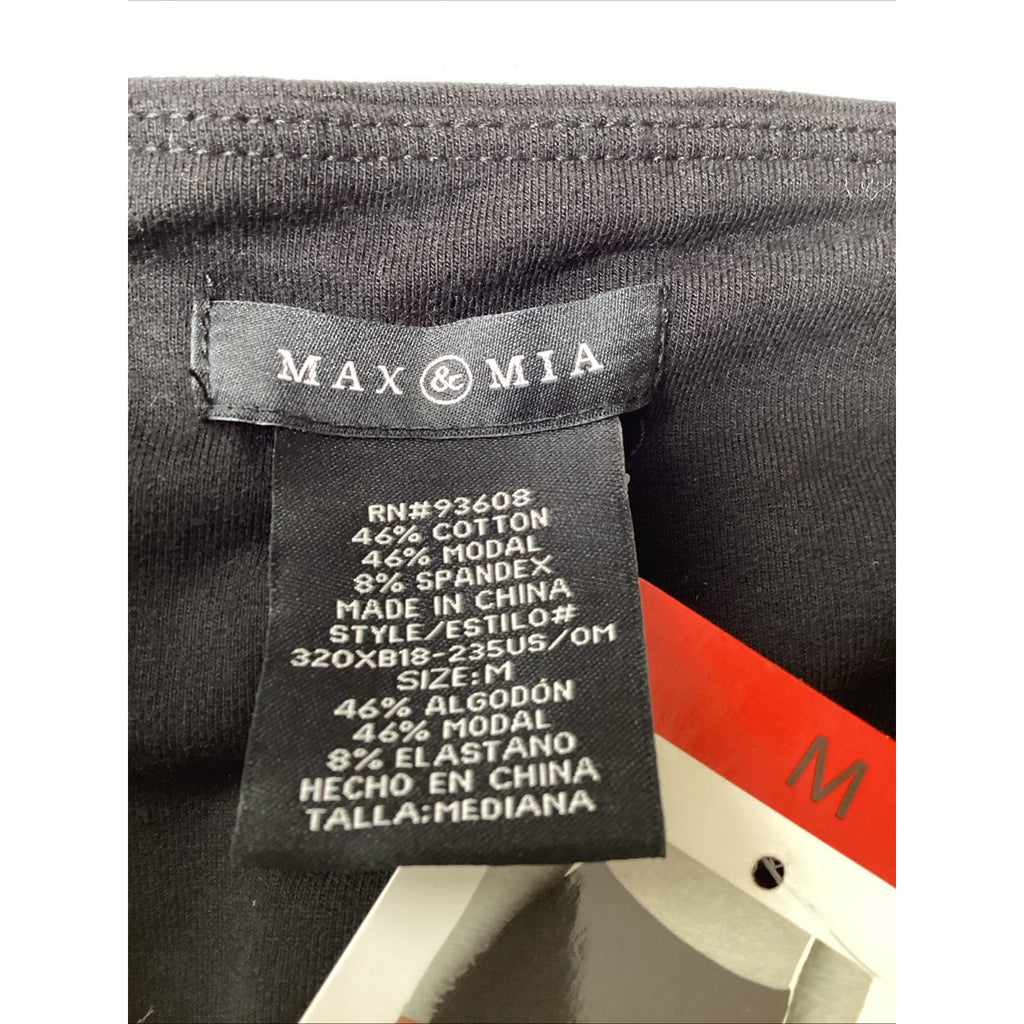 MAX & MIA
RN#93608
46% COTTON
46% MODAL
8% SPANDEX
MADE IN CHINA
STYLE/ESTILO#
320XB18-235US/OM
SIZE:M
46% ALGODÓN
46% MODAL
8% ELASTANO
HECHO EN CHINA
TALLA:MEDIANA
M